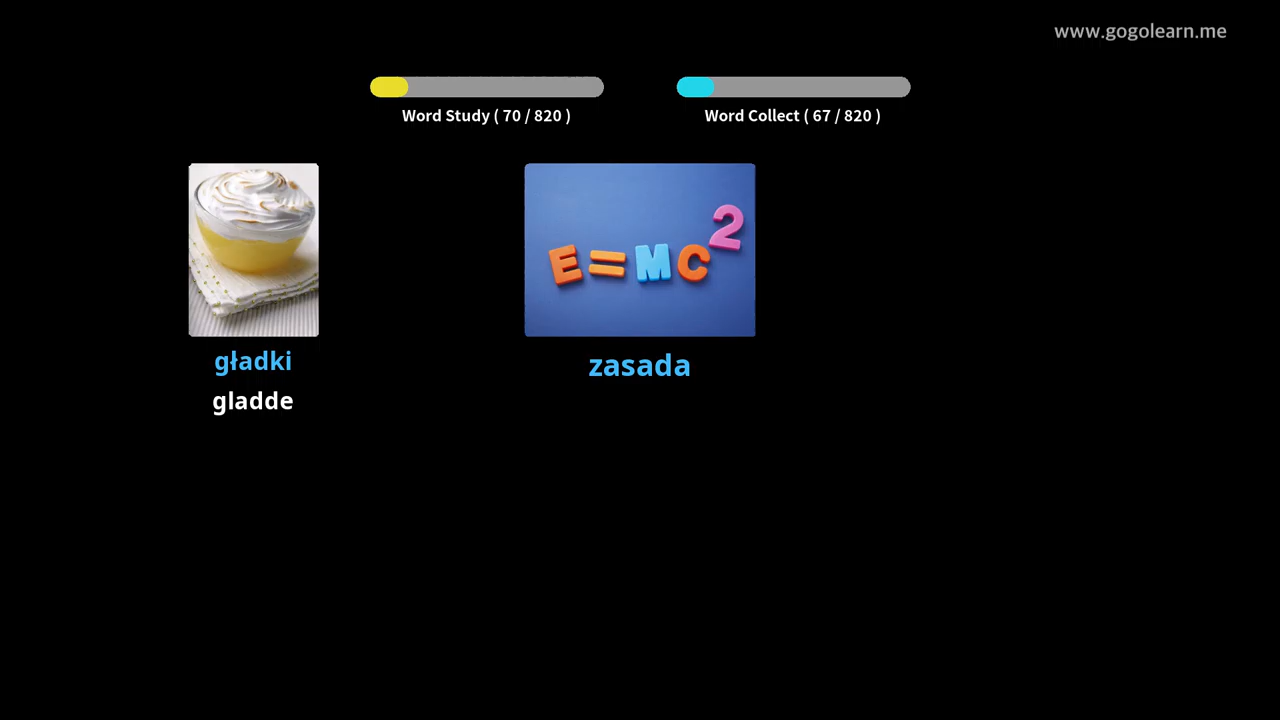 www.gogolearn.me
Word Study ( 70 / 820 )
Word Collect ( 67 / 820 )
E=MC2
gładki
zasada
gladde